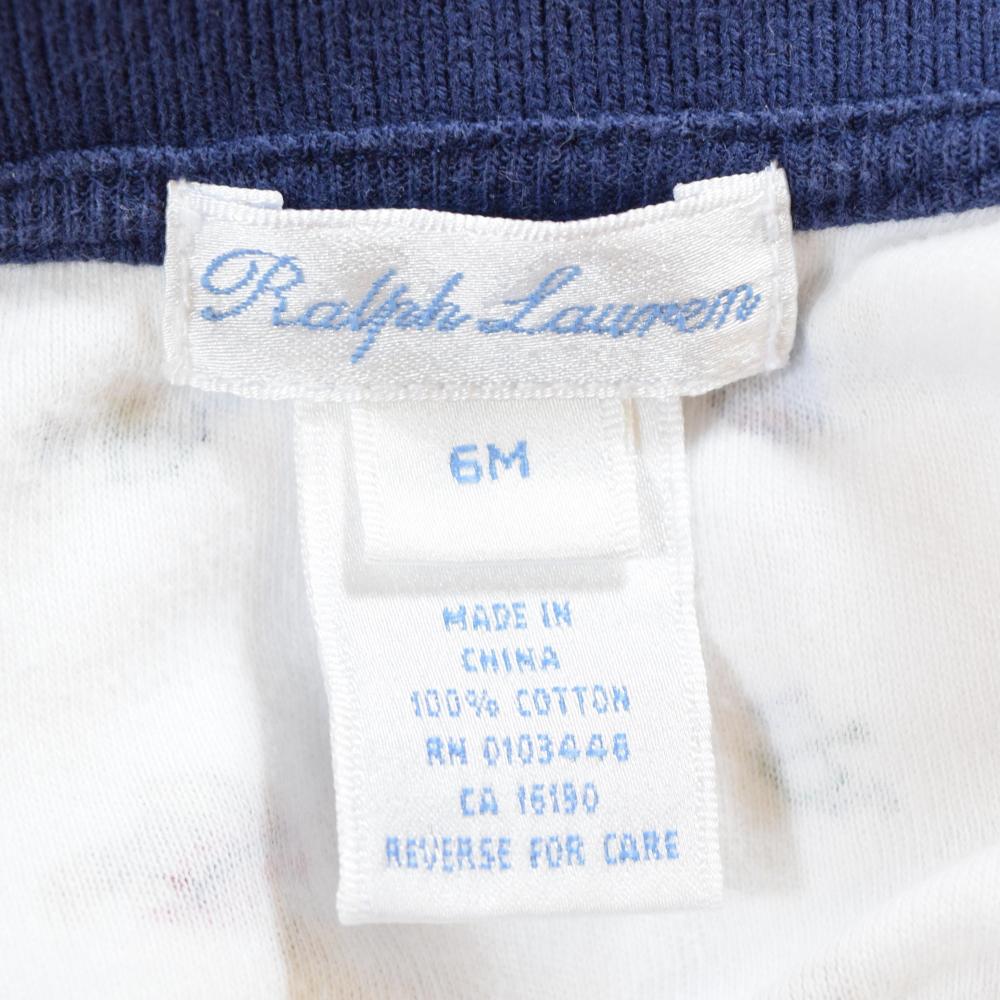 Ralph Lauren
6M
MADE IN
CHINA
100% COTTON
RN 0103448
CA 16190
REVERSE FOR CARE